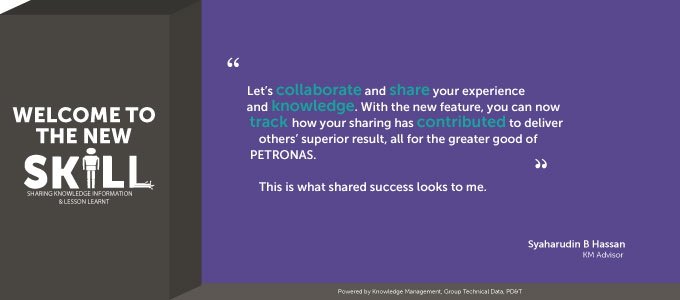 WELCOME TO
THE NEW
SKILL
SHARING KNOWLEDGE INFORMATION
& LESSON LEARNT
“
Let’s collaborate and share your experience
and knowledge. With the new feature, you can now
track how your sharing has contributed to deliver
others’ superior result, all for the greater good of
PETRONAS.
”
This is what shared success looks to me.
Syaharudin B Hassan
KM Advisor
Powered by Knowledge Management, Group Technical Data, PD&T